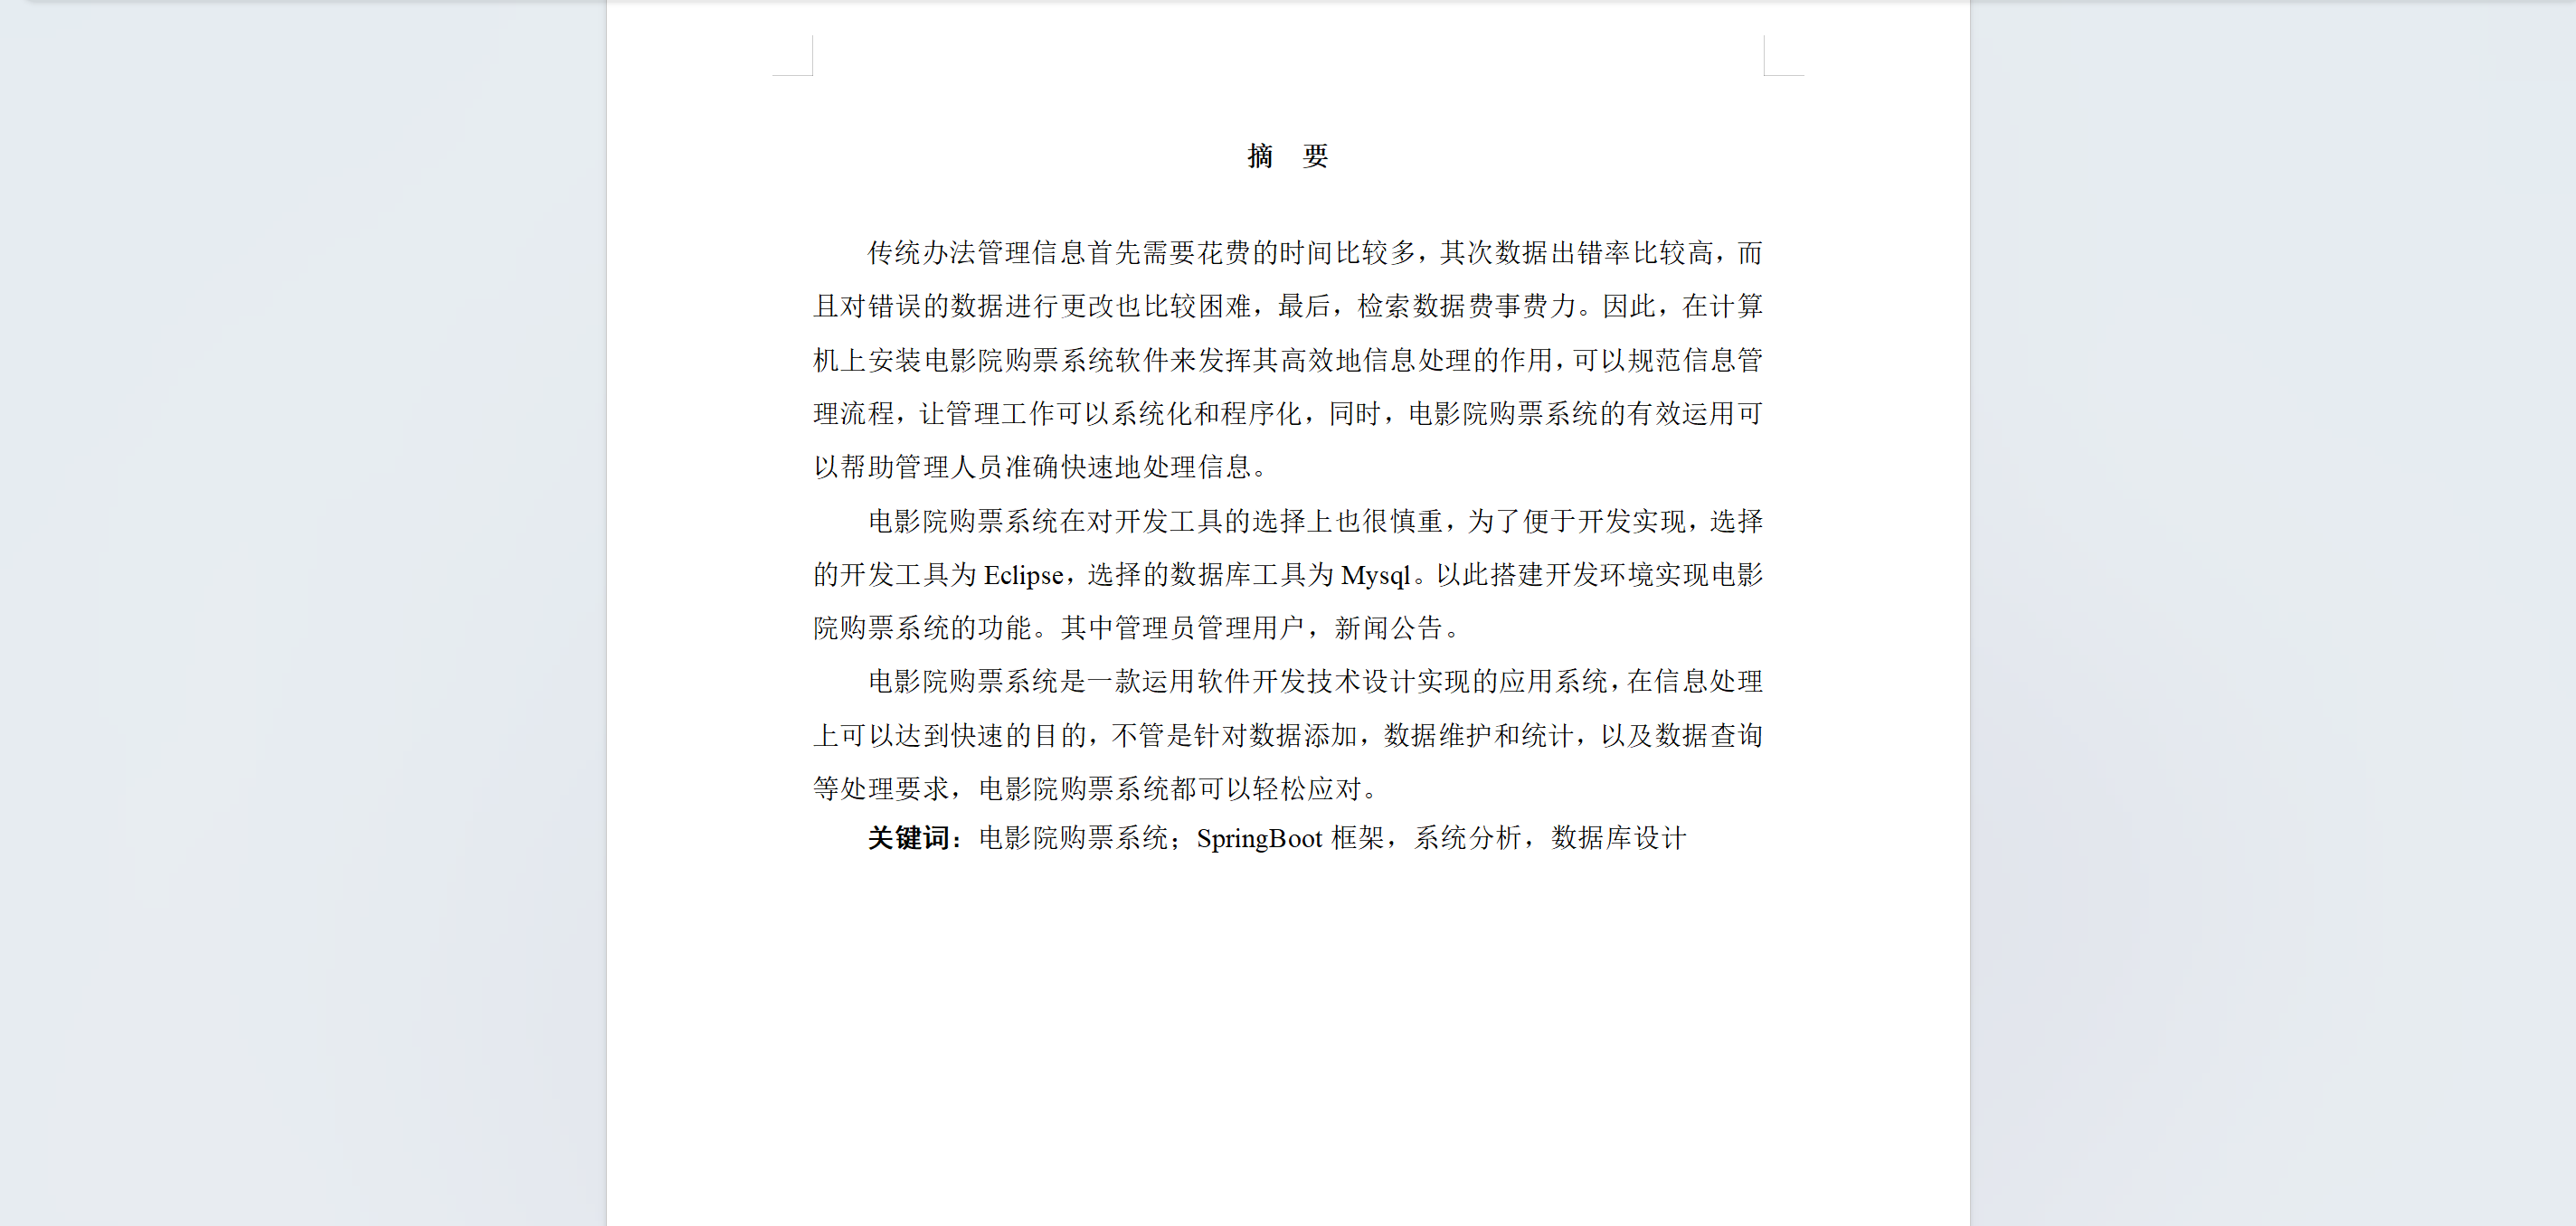 摘　要
传统办法管理信息首先需要花费的时间比较多，其次数据出错率比较高，而
且对错误的数据进行更改也比较困难，最后，检索数据费事费力。因此，在计算
机上安装电影院购票系统软件来发挥其高效地信息处理的作用，可以规范信息管
理流程，让管理工作可以系统化和程序化，同时，电影院购票系统的有效运用可
以帮助管理人员准确快速地处理信息。
电影院购票系统在对开发工具的选择上也很慎重，为了便于开发实现，选择
的开发工具为 Eclipse，选择的数据库工具为 Mysql。以此搭建开发环境实现电影
院购票系统的功能。其中管理员管理用户，新闻公告。
电影院购票系统是一款运用软件开发技术设计实现的应用系统，在信息处理
上可以达到快速的目的，不管是针对数据添加，数据维护和统计，以及数据查询
等处理要求，电影院购票系统都可以轻松应对。
关键词：电影院购票系统；SpringBoot 框架，系统分析，数据库设计